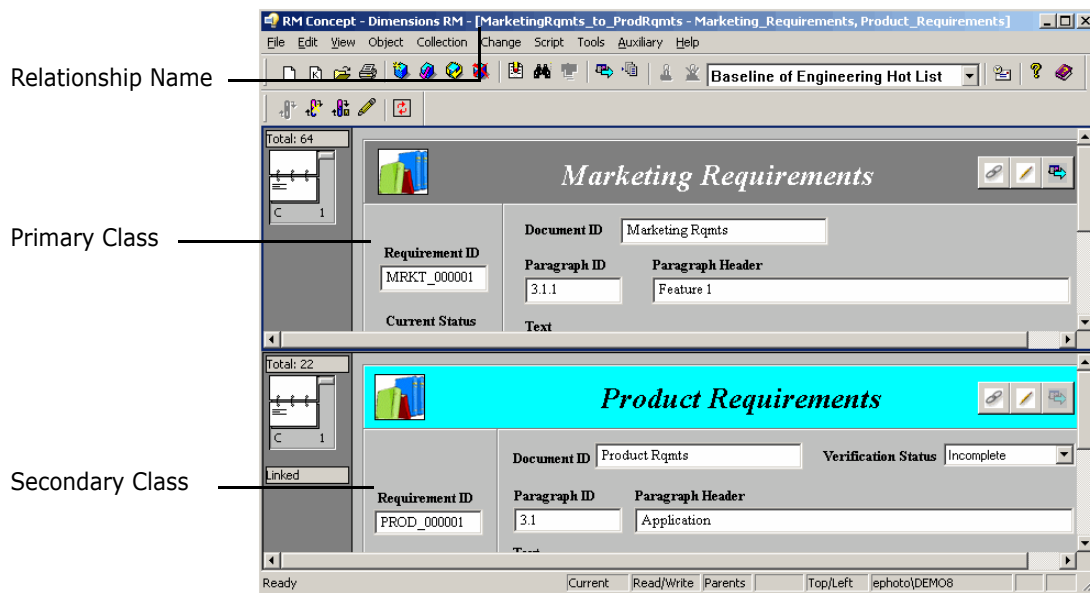 RM Concept - Dimensions RM - [MarketingRqmts_to_ProdRqmts - Marketing_Requirements, Product_Requirements]
File Edit View Object Collection Change Script Tools Auxiliary Help
Relationship Name
Baseline of Engineering Hot List
Total: 64
Marketing Requirements
C 1
Primary Class
Document ID Marketing Rqmts
Requirement ID
MRKT_000001
Paragraph ID Paragraph Header
3.1.1 Feature 1
Current Status
Text
Total: 22
Product Requirements
C 1
Document ID Product Rqmts Verification Status Incomplete
Linked
Secondary Class
Requirement ID Paragraph ID Paragraph Header
PROD_000001 3.1 Application
Text
Ready Current Read/Write Parents Top/Left ephoto\DEMO8